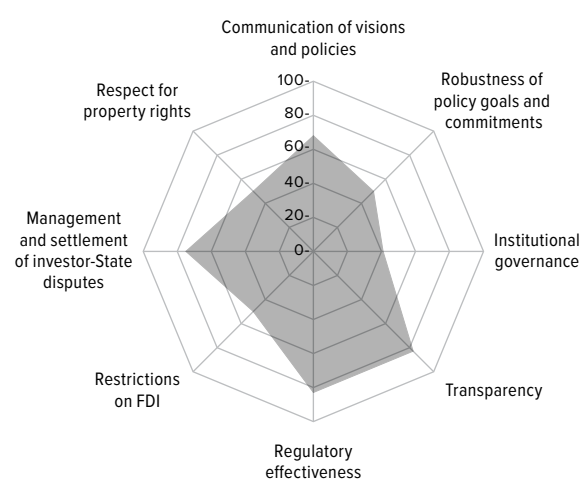 Communication of visions
and policies
Robustness of
policy goals and
commitments
Institutional
governance
Transparency
Regulatory
effectiveness
Restrictions
on FDI
Management
and settlement
of investor-State
disputes
Respect for
property rights
100-
80-
60-
40-
20-
0-